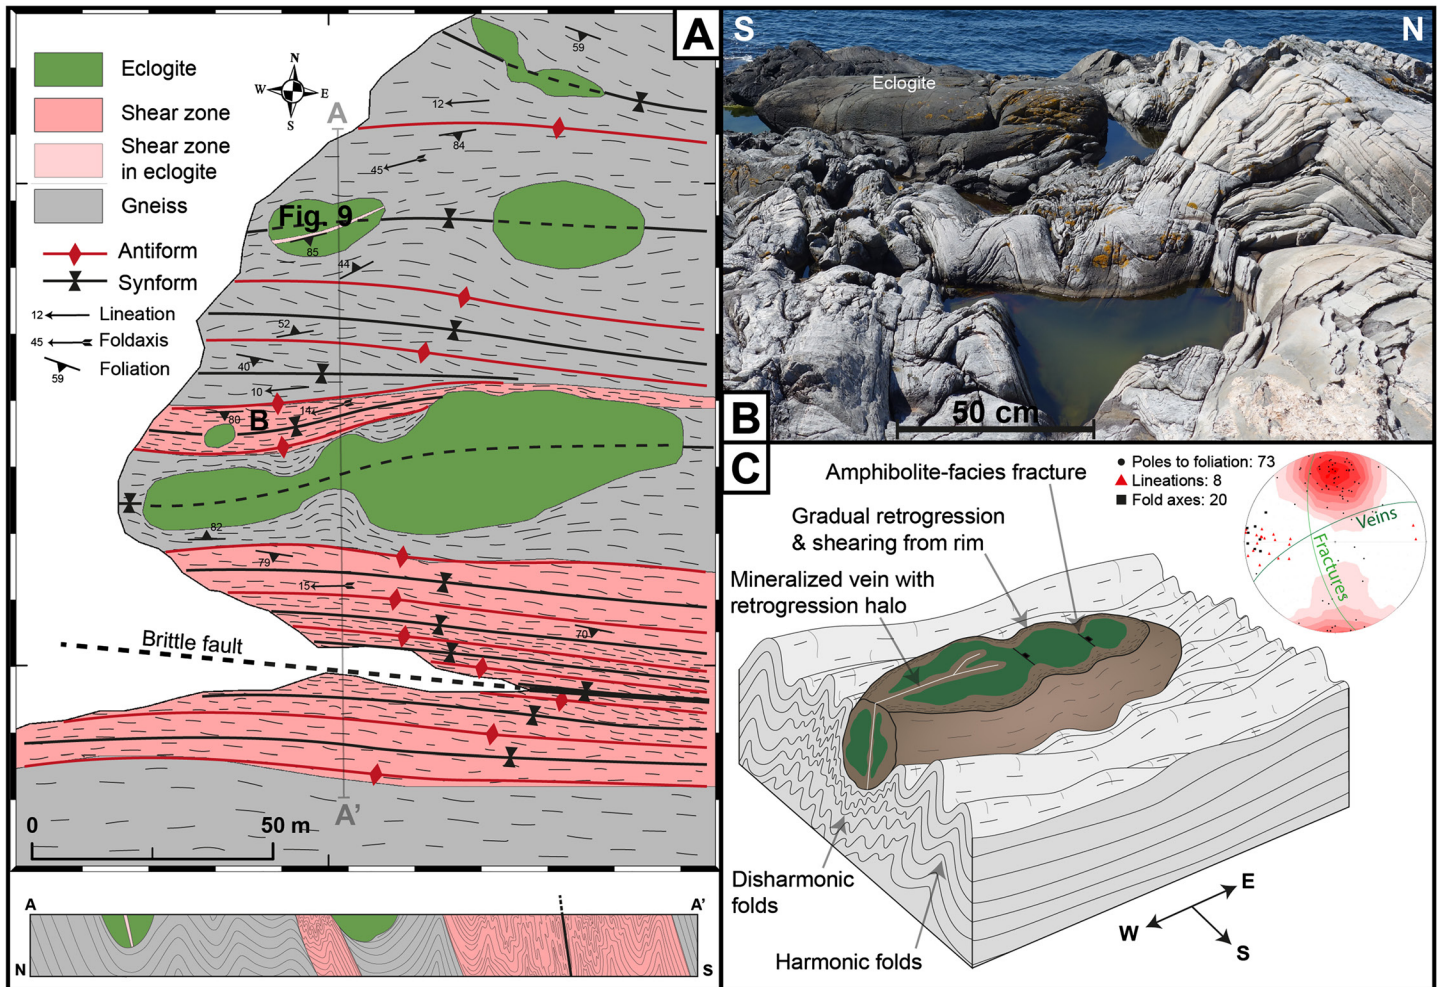 A
Eclogite
Shear zone
Shear zone
in eclogite
Gneiss
Antiform
Synform
12 Lineation
45 Foldaxis
59 Foliation
N
W E
S
A
59
12
84
45
Fig. 9
85
44
52
40
10
14
80
B
82
79
15
70
Brittle fault
A'
0 50 m
A A'
N S
S N
Eclogite
B
50 cm
C
Amphibolite-facies fracture
Gradual retrogression
& shearing from rim
Mineralized vein with
retrogression halo
Poles to foliation: 73
Lineations: 8
Fold axes: 20
Veins
Fractures
Disharmonic
folds
Harmonic folds
E
W
S